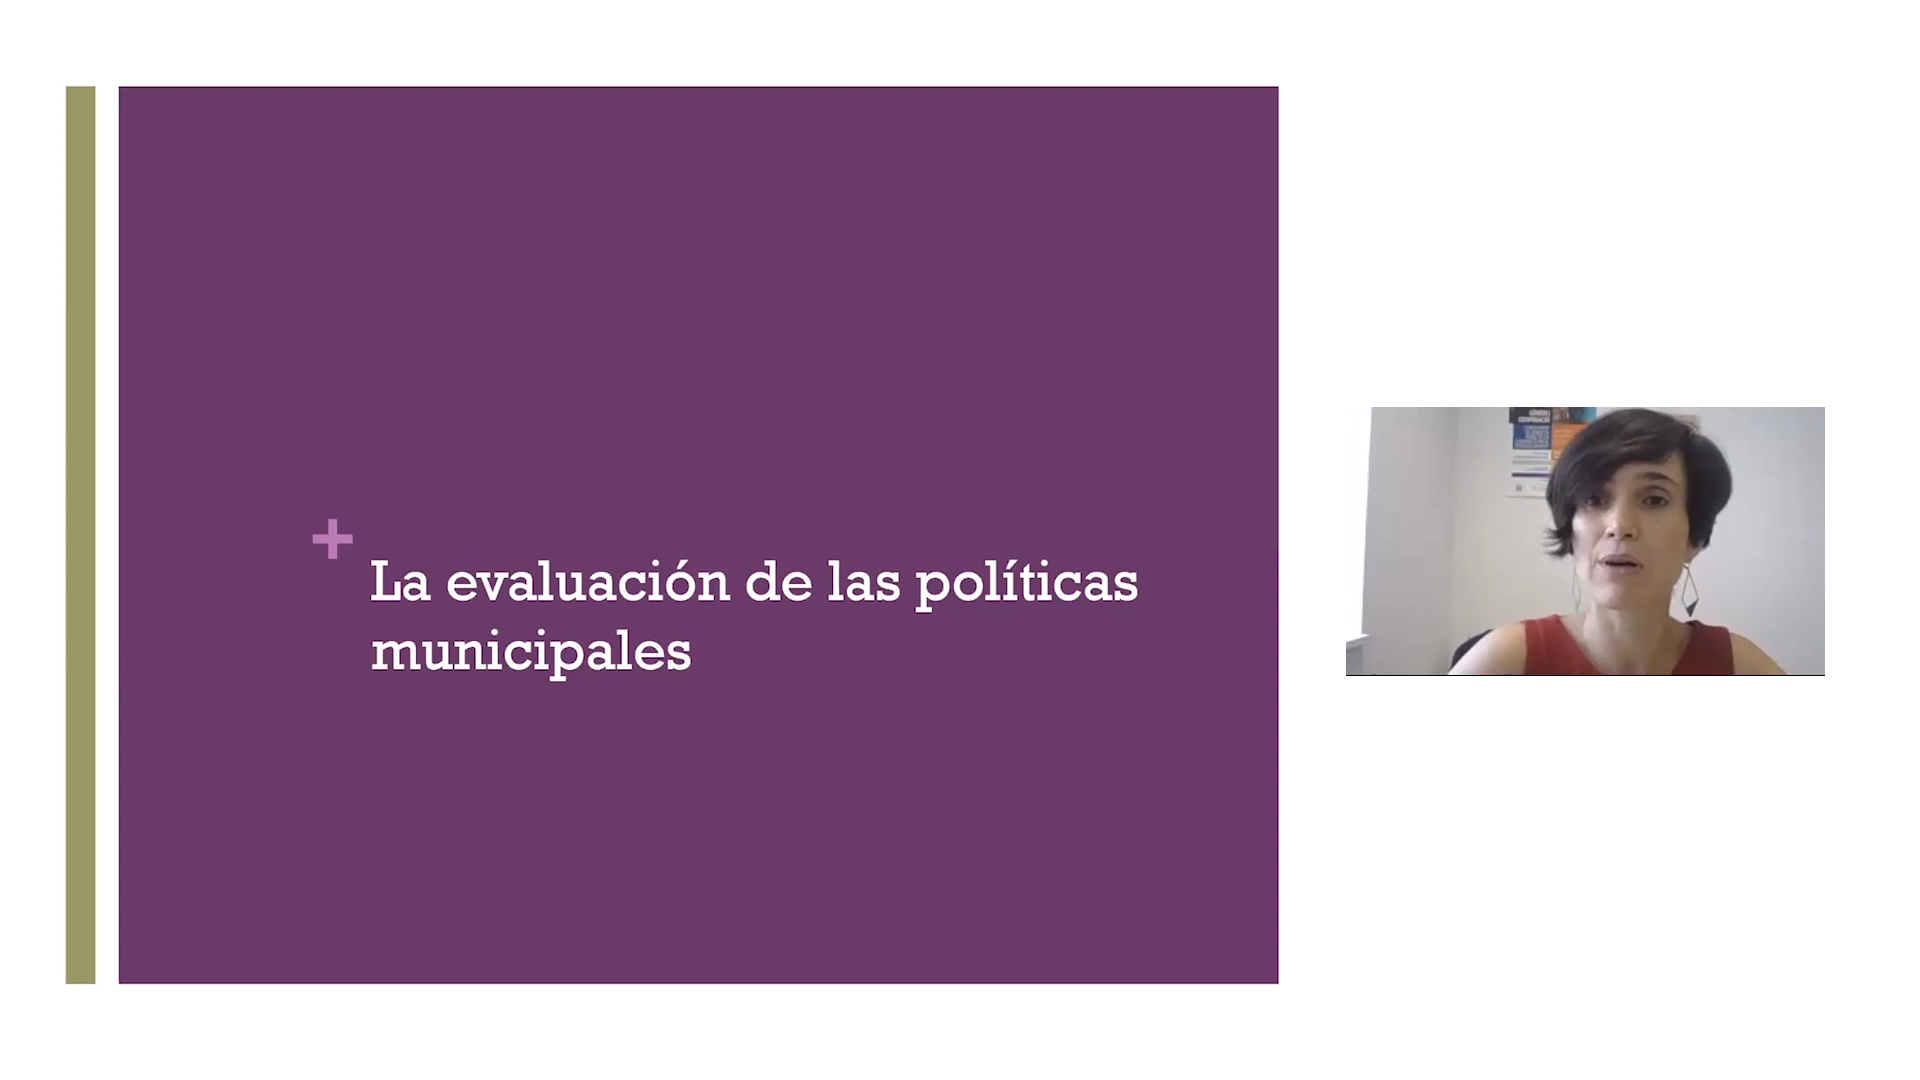 +
La evaluación de las políticas
municipales